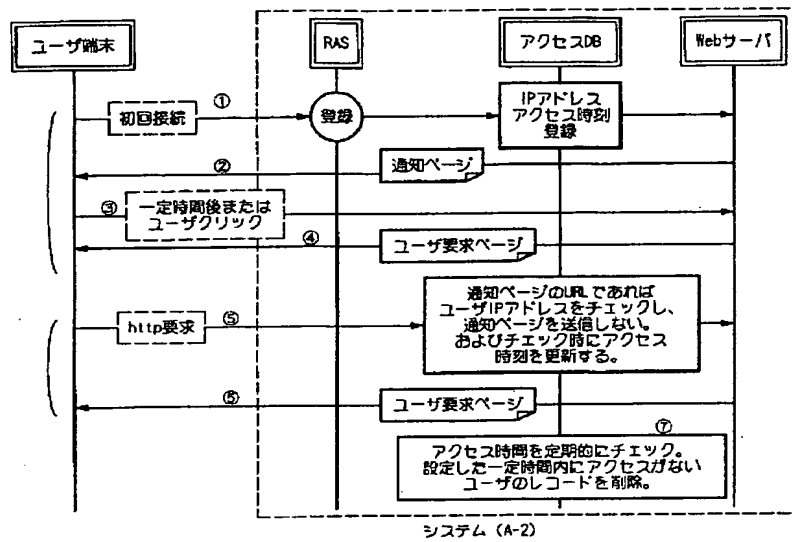 ユーザ端末
RAS
アクセスDB
Webサーバ
初回接続
①
登録
IPアドレス
アクセス時刻
登録
②
通知ページ
③
一定時間後または
ユーザクリック
④
ユーザ要求ページ
http要求
⑤
通知ページのURLであれば
ユーザIPアドレスをチェックし、
通知ページを送信しない。
およびチェック時にアクセス
時刻を更新する。
⑤
ユーザ要求ページ
⑦
アクセス時間を定期的にチェック。
設定した一定時間内にアクセスがない
ユーザのレコードを削除。
システム (A-2)